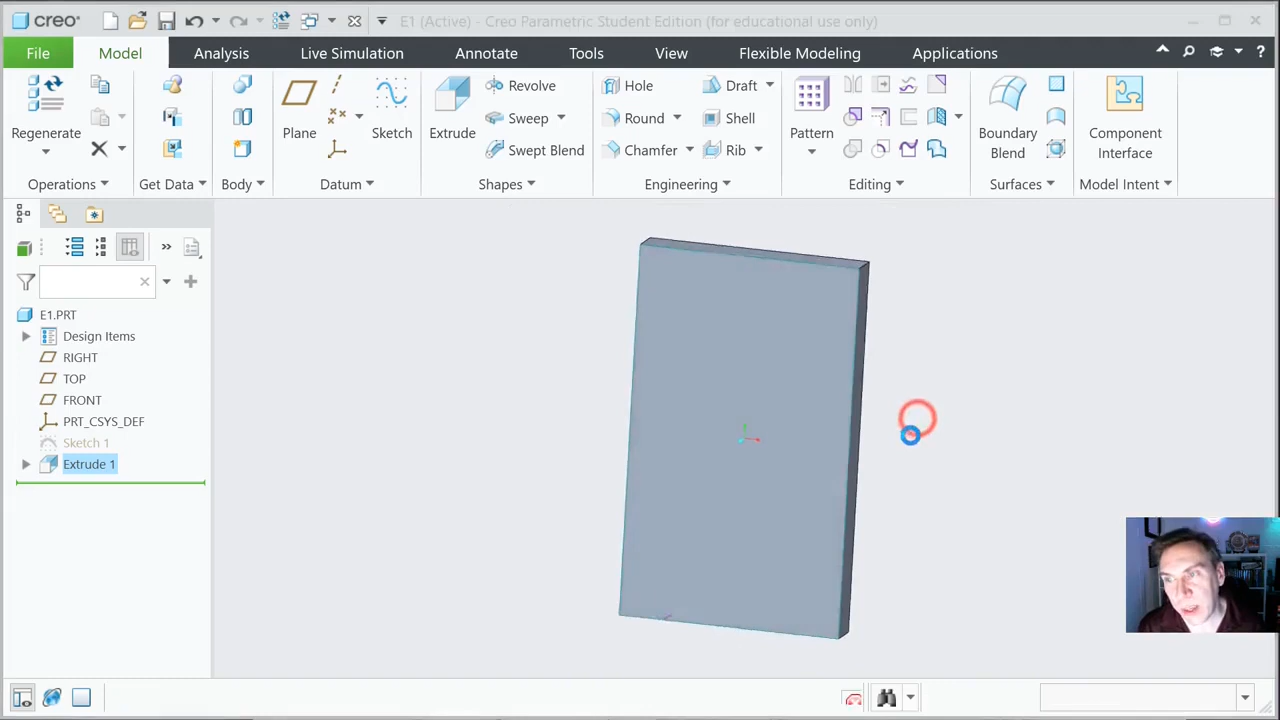 creo
E1 (Active) - Creo Parametric Student Edition (for educational use only)
File Model Analysis Live Simulation Annotate Tools View Flexible Modeling Applications
Regenerate
Plane
Sketch
Extrude
Revolve
Sweep
Swept Blend
Hole
Round
Chamfer
Draft
Shell
Rib
Pattern
Boundary
Blend
Component
Interface
Operations Get Data Body Datum Shapes Engineering Editing Surfaces Model Intent
E1.PRT
Design Items
RIGHT
TOP
FRONT
PRT_CSYS_DEF
Sketch 1
Extrude 1